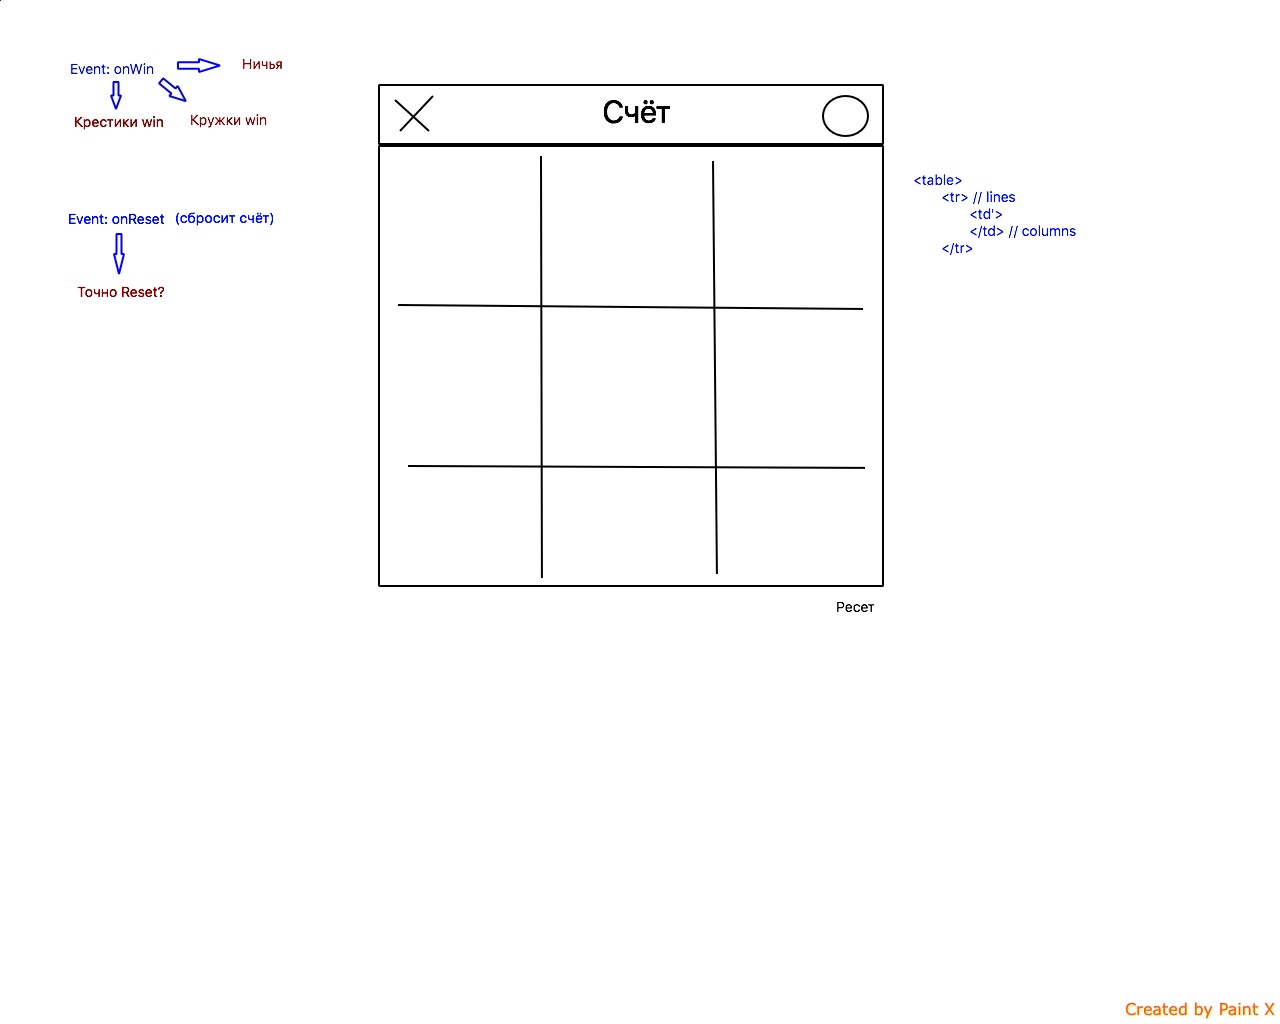 Event: onWin
Ничья
Крестики win
Кружки win
Event: onReset (сбросит счёт)
Точно Reset?
Счёт
<table>
<tr> // lines
<td'>
</td> // columns
</tr>
Ресет
Created by Paint X